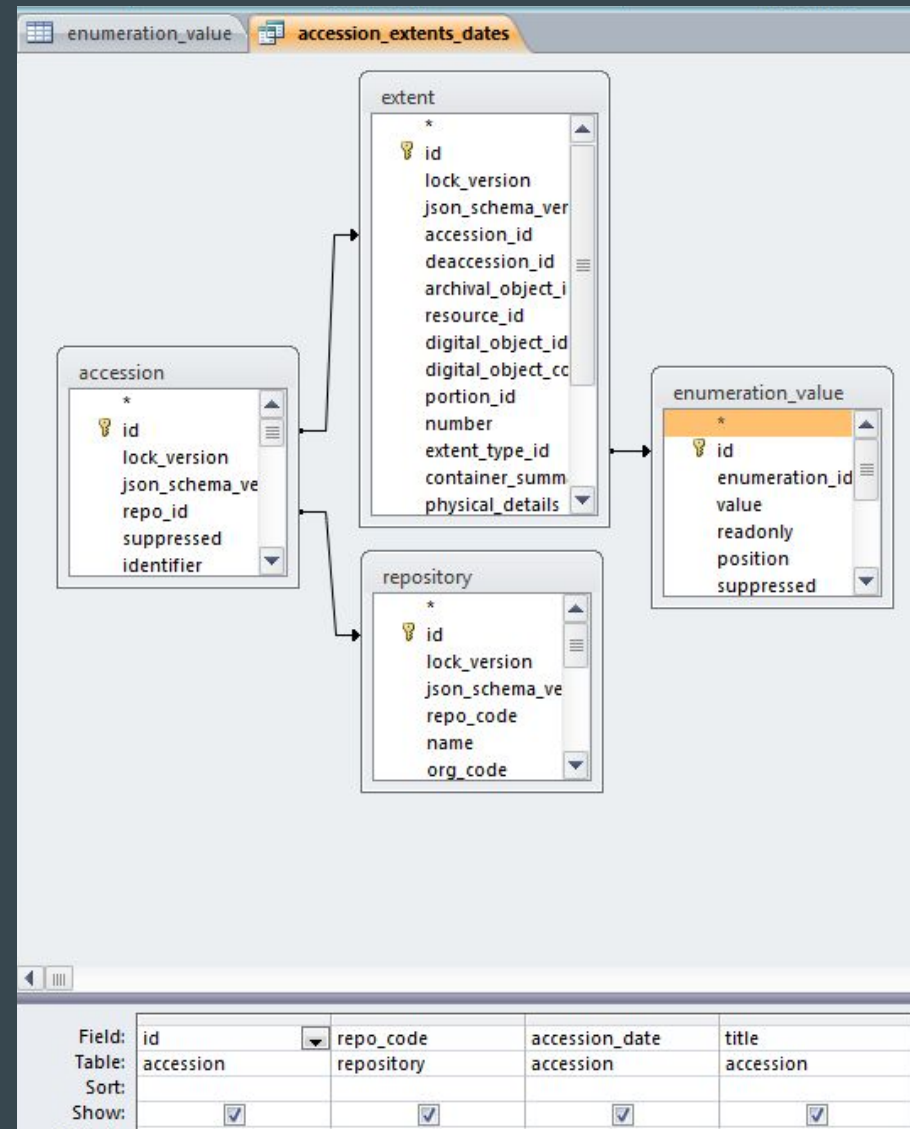 enumeration_value accession_extents_dates
extent
*
id
lock_version
json_schema_ver
accession_id
deaccession_id
archival_object_i
resource_id
digital_object_id
digital_object_cc
portion_id
number
extent_type_id
container_summ
physical_details
accession
*
id
lock_version
json_schema_ve
repo_id
suppressed
identifier
enumeration_value
*
id
enumeration_id
value
readonly
position
suppressed
repository
*
id
lock_version
json_schema_ve
repo_code
name
org_code
Field: id repo_code accession_date title
Table: accession repository accession accession
Sort:
Show: